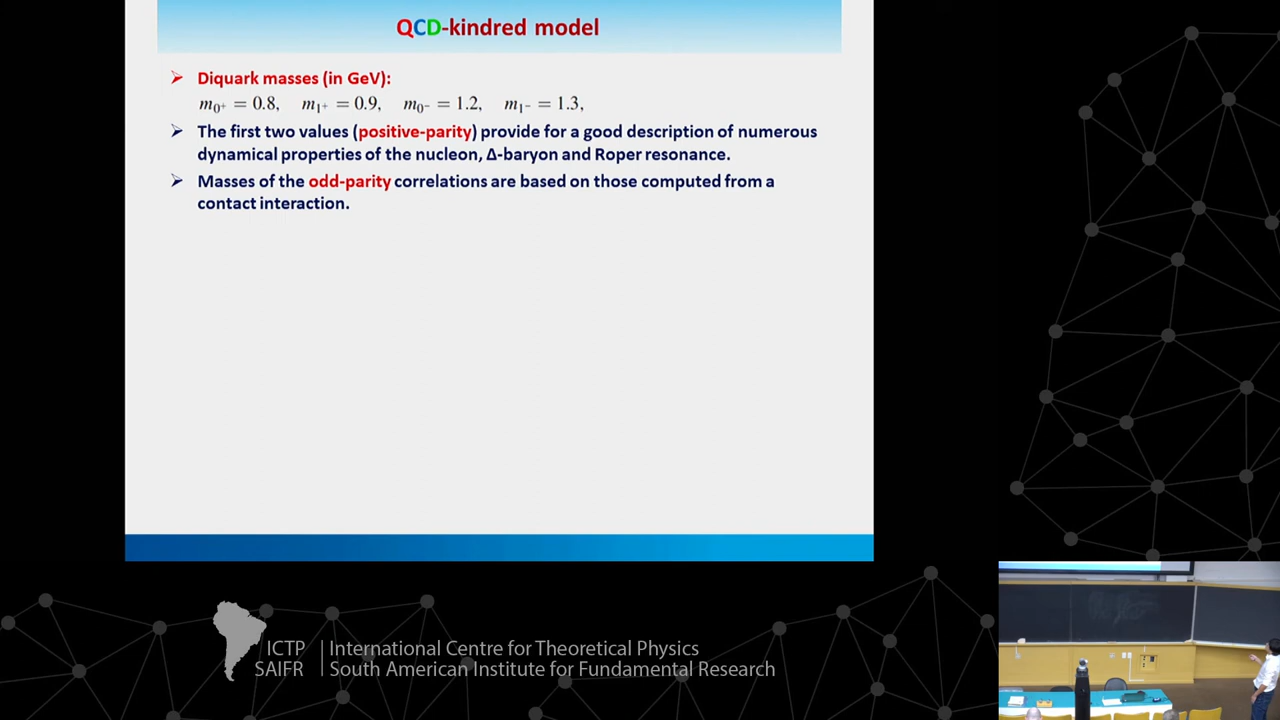 QCD-kindred model
➢ Diquark masses (in GeV):
m₀⁺ = 0.8, m₁⁺ = 0.9, m₀⁻ = 1.2, m₁⁻ = 1.3,
➢ The first two values (positive-parity) provide for a good description of numerous
dynamical properties of the nucleon, Δ-baryon and Roper resonance.
➢ Masses of the odd-parity correlations are based on those computed from a
contact interaction.
ICTP | International Centre for Theoretical Physics
SAIFR | South American Institute for Fundamental Research